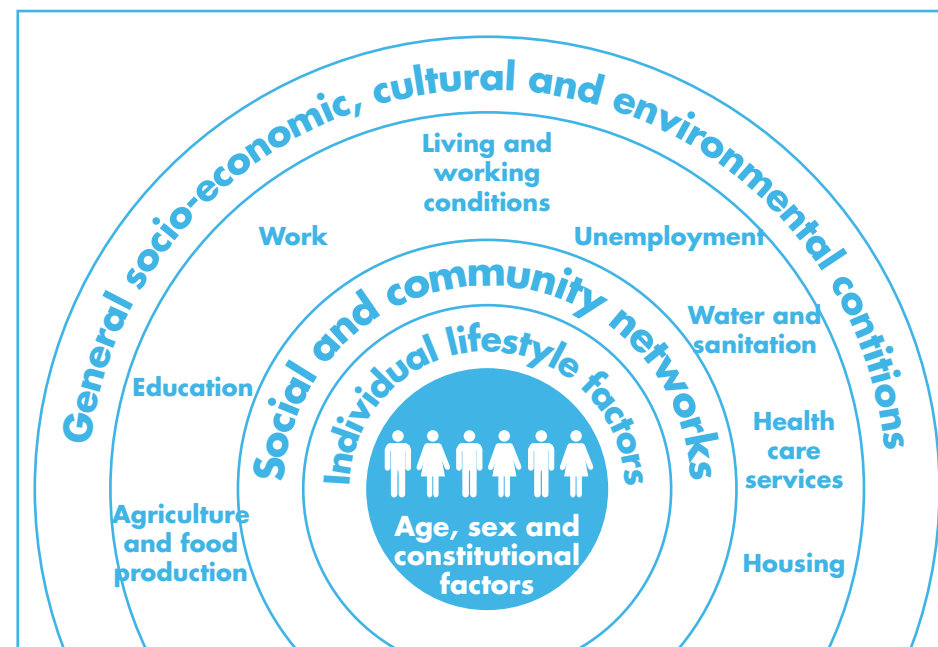 General socio-economic, cultural and environmental contitions
Living and
working
conditions
Work
Unemployment
Social and community networks
Water and
sanitation
Individual lifestyle factors
Education
Health
care
services
Agriculture
and food
production
Age, sex and
constitutional
factors
Housing